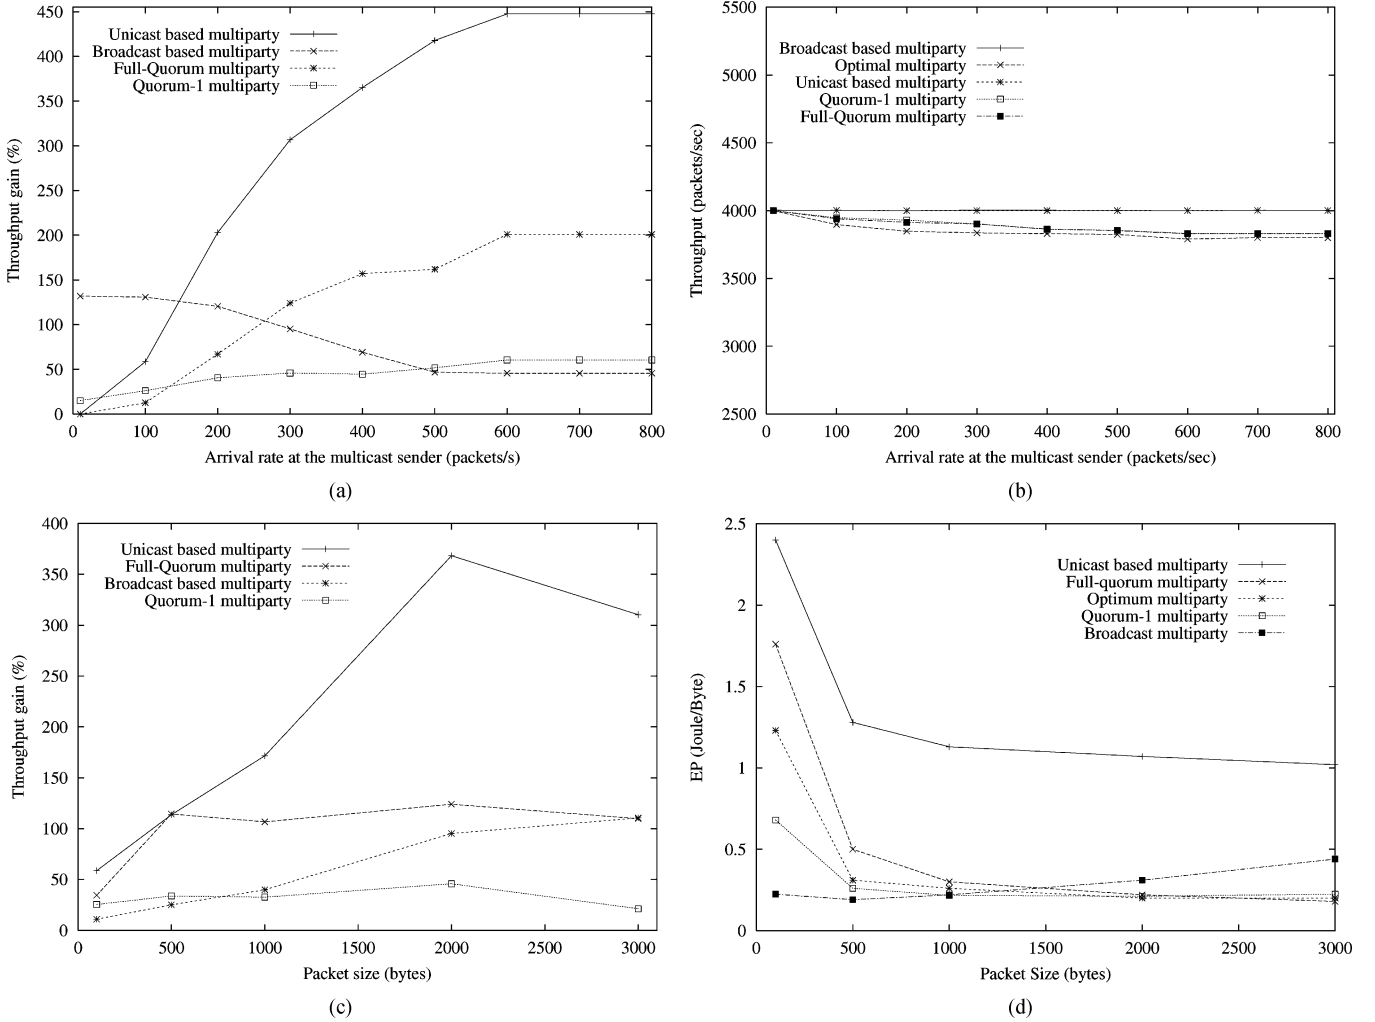 Throughput gain (%)
450
400
350
300
250
200
150
100
50
0
Unicast based multiparty
Broadcast based multiparty
Full-Quorum multiparty
Quorum-1 multiparty
0 100 200 300 400 500 600 700 800
Arrival rate at the multicast sender (packets/s)
(a)
Throughput (packets/sec)
5500
5000
4500
4000
3500
3000
2500
Broadcast based multiparty
Optimal multiparty
Unicast based multiparty
Quorum-1 multiparty
Full-Quorum multiparty
0 100 200 300 400 500 600 700 800
Arrival rate at the multicast sender (packets/sec)
(b)
Throughput gain (%)
400
350
300
250
200
150
100
50
0
Unicast based multiparty
Full-Quorum multiparty
Broadcast based multiparty
Quorum-1 multiparty
0 500 1000 1500 2000 2500 3000
Packet size (bytes)
(c)
EP (Joule/Byte)
2.5
2
1.5
1
0.5
0
Unicast based multiparty
Full-quorum multiparty
Optimum multiparty
Quorum-1 multiparty
Broadcast multiparty
0 500 1000 1500 2000 2500 3000
Packet Size (bytes)
(d)